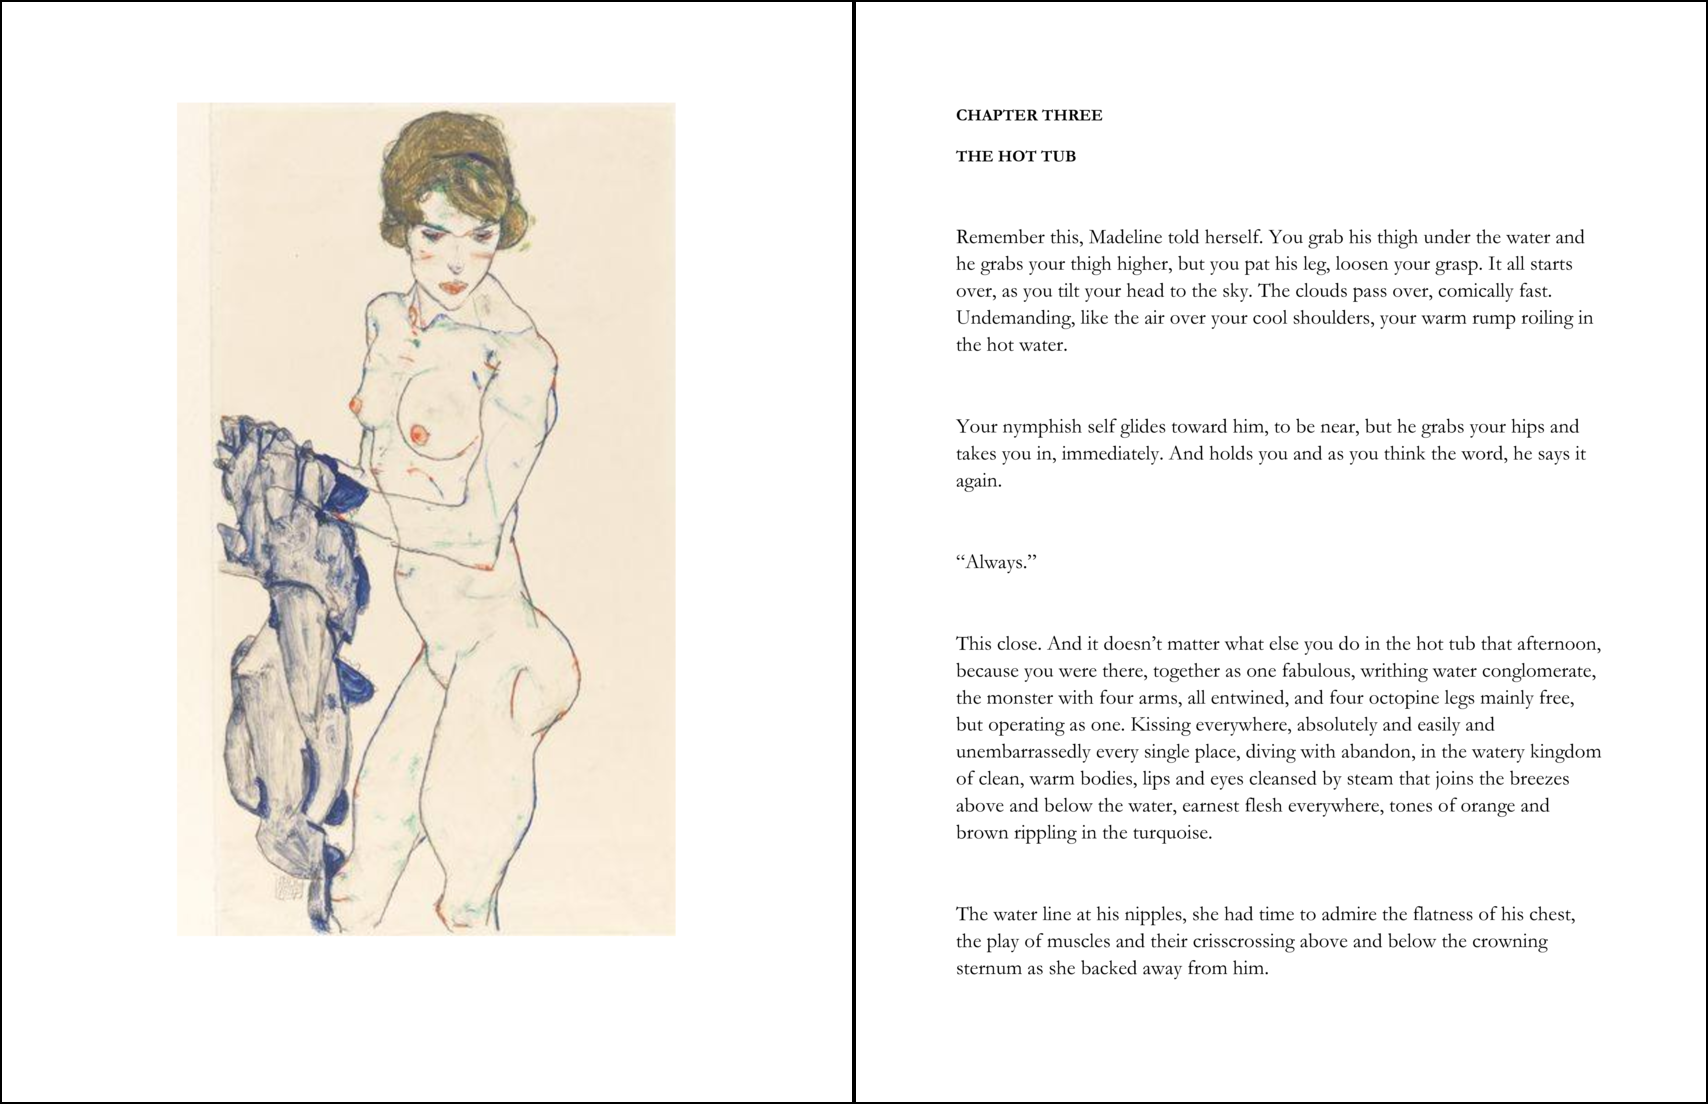 CHAPTER THREE
THE HOT TUB
Remember this, Madeline told herself. You grab his thigh under the water and
he grabs your thigh higher, but you pat his leg, loosen your grasp. It all starts
over, as you tilt your head to the sky. The clouds pass over, comically fast.
Undemanding, like the air over your cool shoulders, your warm rump roiling in
the hot water.
Your nymphish self glides toward him, to be near, but he grabs your hips and
takes you in, immediately. And holds you and as you think the word, he says it
again.
“Always.”
This close. And it doesn’t matter what else you do in the hot tub that afternoon,
because you were there, together as one fabulous, writhing water conglomerate,
the monster with four arms, all entwined, and four octopine legs mainly free,
but operating as one. Kissing everywhere, absolutely and easily and
unembarrassedly every single place, diving with abandon, in the watery kingdom
of clean, warm bodies, lips and eyes cleansed by steam that joins the breezes
above and below the water, earnest flesh everywhere, tones of orange and
brown rippling in the turquoise.
The water line at his nipples, she had time to admire the flatness of his chest,
the play of muscles and their crisscrossing above and below the crowning
sternum as she backed away from him.